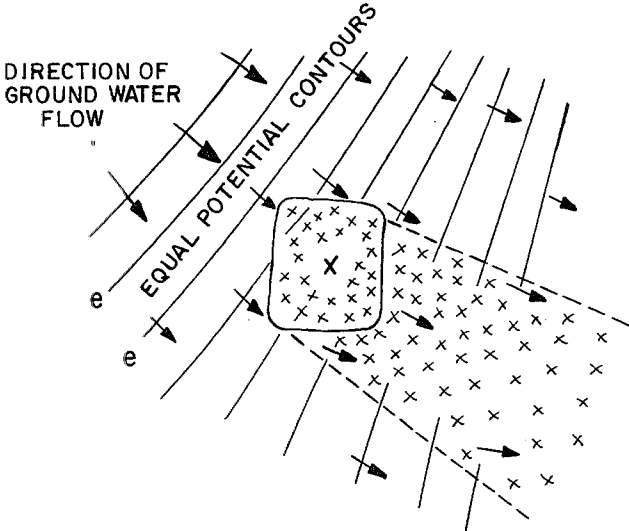 DIRECTION OF
GROUND WATER
FLOW
EQUAL POTENTIAL CONTOURS
X
e
e